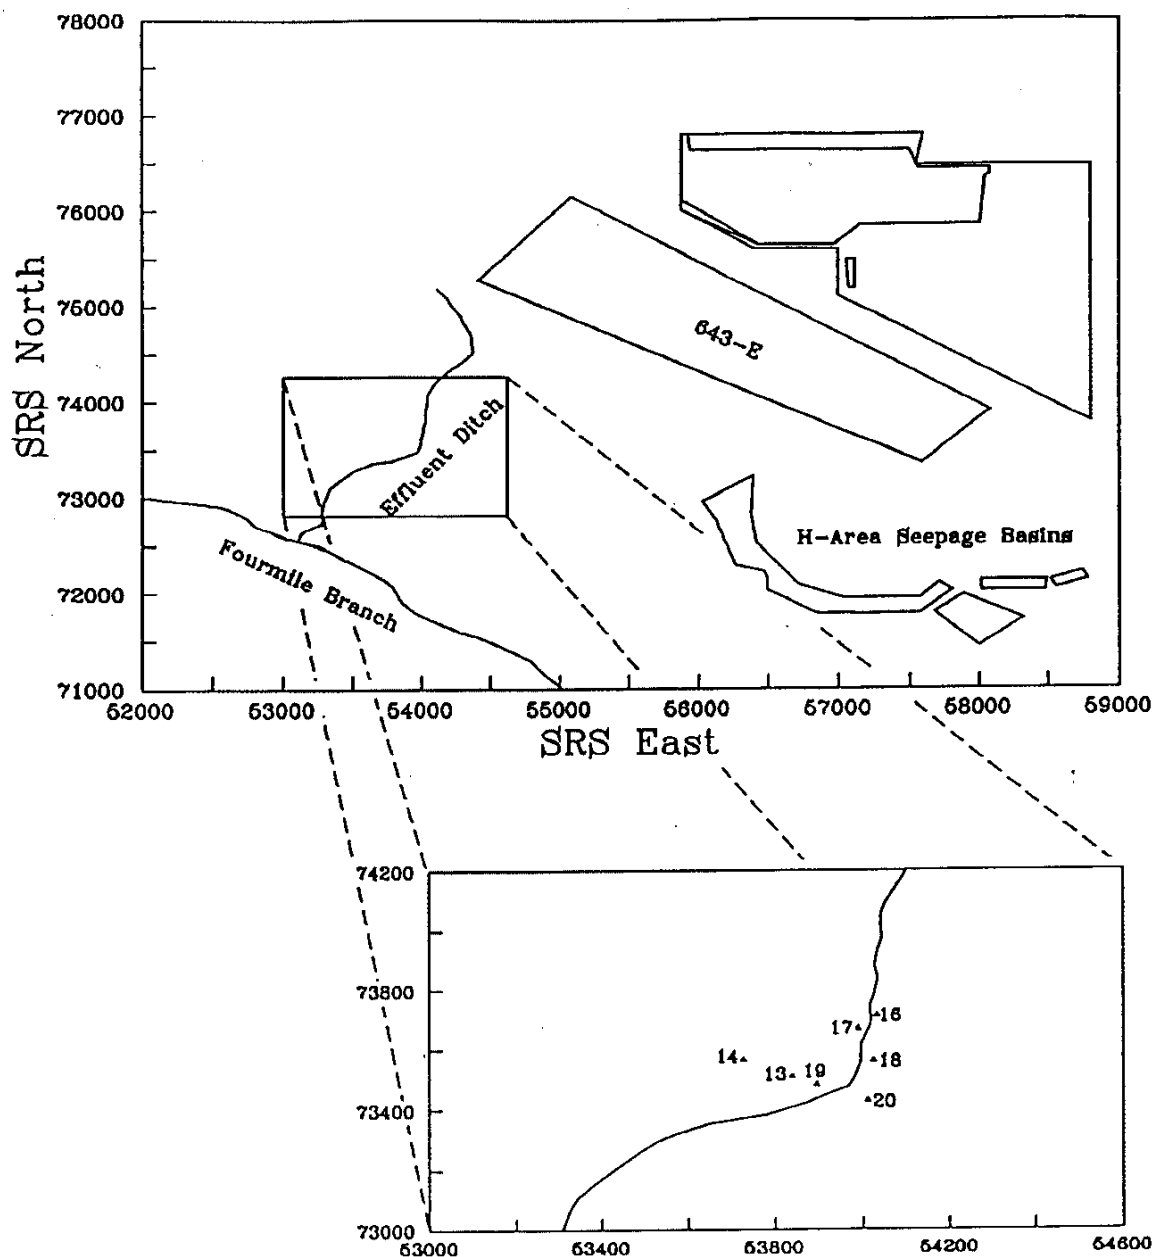 78000
77000
76000
75000
74000
73000
72000
71000
SRS North
643-E
Effluent Ditch
H-Area Seepage Basins
Fourmile Branch
52000 53000 54000 55000 56000 57000 58000 59000
SRS East
74200
73800
73400
73000
16
17
14
18
13
19
20
53000 53400 53800 54200 54600